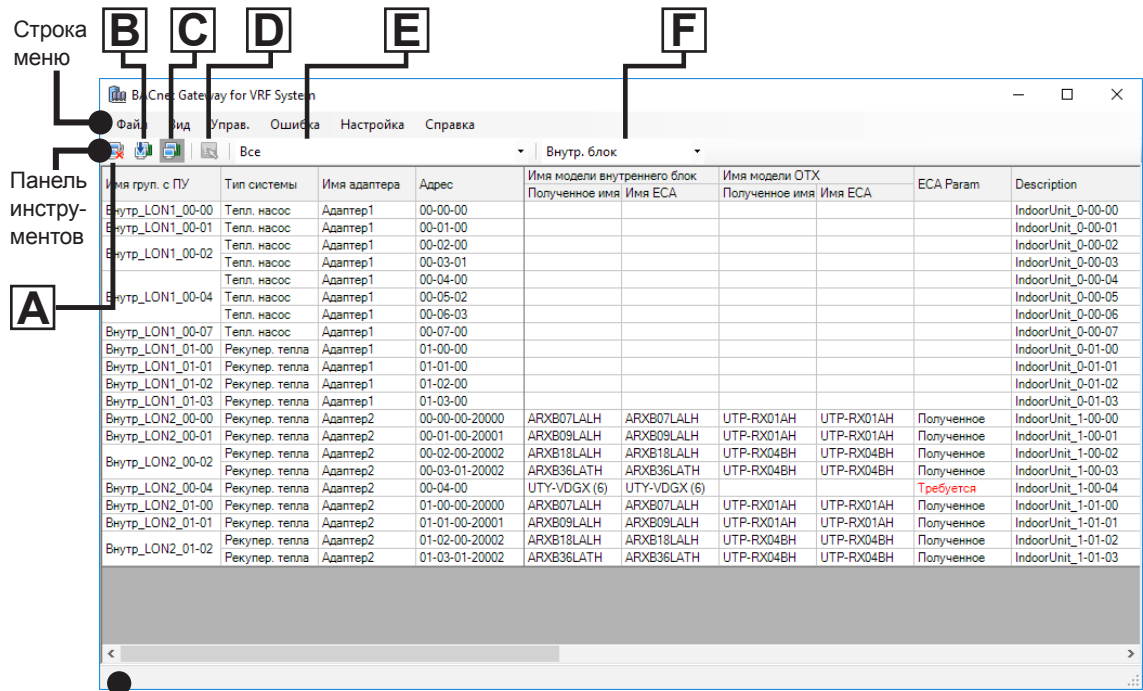 Строка
меню
B C D E F
BACnet Gateway for VRF System
Файл Вид Управ. Ошибка Настройка Справка
Все Внутр. блок
Панель
инстру-
ментов
A
Имя груп. с ПУ Тип системы Имя адаптера Адрес Имя модели внутреннего блок Имя модели OTX ECA Param Description
Полученное имя Имя ECA Полученное имя Имя ECA
Внутр_LON1_00-00 Тепл. насос Адаптер1 00-00-00 IndoorUnit_0-00-00
Внутр_LON1_00-01 Тепл. насос Адаптер1 00-01-00 IndoorUnit_0-00-01
Внутр_LON1_00-02 Тепл. насос Адаптер1 00-02-00 IndoorUnit_0-00-02
Тепл. насос Адаптер1 00-03-01 IndoorUnit_0-00-03
Внутр_LON1_00-04 Тепл. насос Адаптер1 00-04-00 IndoorUnit_0-00-04
Тепл. насос Адаптер1 00-05-02 IndoorUnit_0-00-05
Тепл. насос Адаптер1 00-06-03 IndoorUnit_0-00-06
Внутр_LON1_00-07 Тепл. насос Адаптер1 00-07-00 IndoorUnit_0-00-07
Внутр_LON1_01-00 Рекупер. тепла Адаптер1 01-00-00 IndoorUnit_0-01-00
Внутр_LON1_01-01 Рекупер. тепла Адаптер1 01-01-00 IndoorUnit_0-01-01
Внутр_LON1_01-02 Рекупер. тепла Адаптер1 01-02-00 IndoorUnit_0-01-02
Внутр_LON1_01-03 Рекупер. тепла Адаптер1 01-03-00 IndoorUnit_0-01-03
Внутр_LON2_00-00 Рекупер. тепла Адаптер2 00-00-00-20000 ARXB07LALH ARXB07LALH UTP-RX01AH UTP-RX01AH Полученное IndoorUnit_1-00-00
Внутр_LON2_00-01 Рекупер. тепла Адаптер2 00-01-00-20001 ARXB09LALH ARXB09LALH UTP-RX01AH UTP-RX01AH Полученное IndoorUnit_1-00-01
Внутр_LON2_00-02 Рекупер. тепла Адаптер2 00-02-00-20002 ARXB18LALH ARXB18LALH UTP-RX04BH UTP-RX04BH Полученное IndoorUnit_1-00-02
Рекупер. тепла Адаптер2 00-03-01-20002 ARXB36LATH ARXB36LATH UTP-RX04BH UTP-RX04BH Полученное IndoorUnit_1-00-03
Внутр_LON2_00-04 Рекупер. тепла Адаптер2 00-04-00 UTY-VDGX (6) UTY-VDGX (6) Требуется IndoorUnit_1-00-04
Внутр_LON2_01-00 Рекупер. тепла Адаптер2 01-00-00-20000 ARXB07LALH ARXB07LALH UTP-RX01AH UTP-RX01AH Полученное IndoorUnit_1-01-00
Внутр_LON2_01-01 Рекупер. тепла Адаптер2 01-01-00-20001 ARXB09LALH ARXB09LALH UTP-RX01AH UTP-RX01AH Полученное IndoorUnit_1-01-01
Внутр_LON2_01-02 Рекупер. тепла Адаптер2 01-02-00-20002 ARXB18LALH ARXB18LALH UTP-RX04BH UTP-RX04BH Полученное IndoorUnit_1-01-02
Рекупер. тепла Адаптер2 01-03-01-20002 ARXB36LATH ARXB36LATH UTP-RX04BH UTP-RX04BH Полученное IndoorUnit_1-01-03